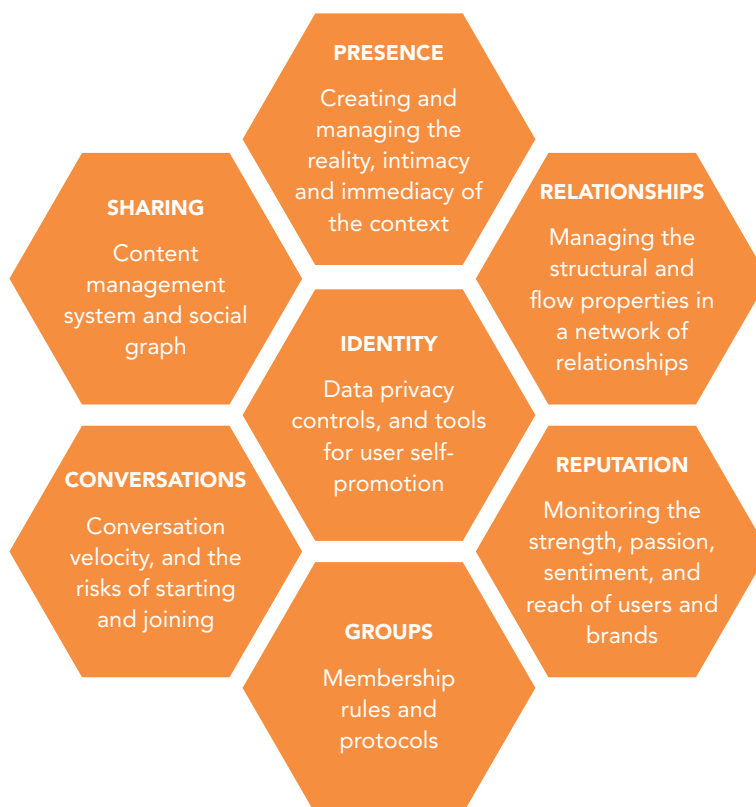 PRESENCE
Creating and
managing the
reality, intimacy
and immediacy of
the context
SHARING
Content
management
system and social
graph
RELATIONSHIPS
Managing the
structural and
flow properties in
a network of
relationships
IDENTITY
Data privacy
controls, and tools
for user self-
promotion
CONVERSATIONS
Conversation
velocity, and the
risks of starting
and joining
REPUTATION
Monitoring the
strength, passion,
sentiment, and
reach of users and
brands
GROUPS
Membership
rules and
protocols